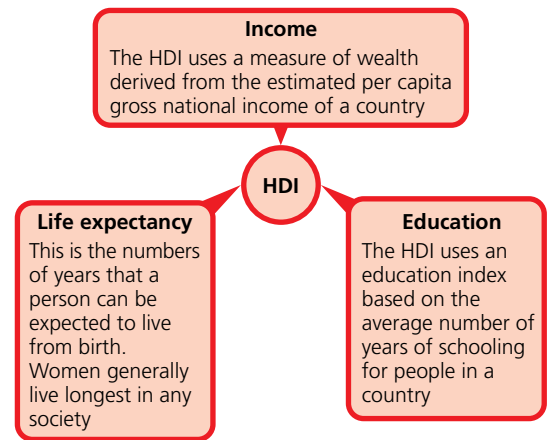 Income
The HDI uses a measure of wealth
derived from the estimated per capita
gross national income of a country
HDI
Life expectancy
This is the numbers
of years that a
person can be
expected to live
from birth.
Women generally
live longest in any
society
Education
The HDI uses an
education index
based on the
average number of
years of schooling
for people in a
country